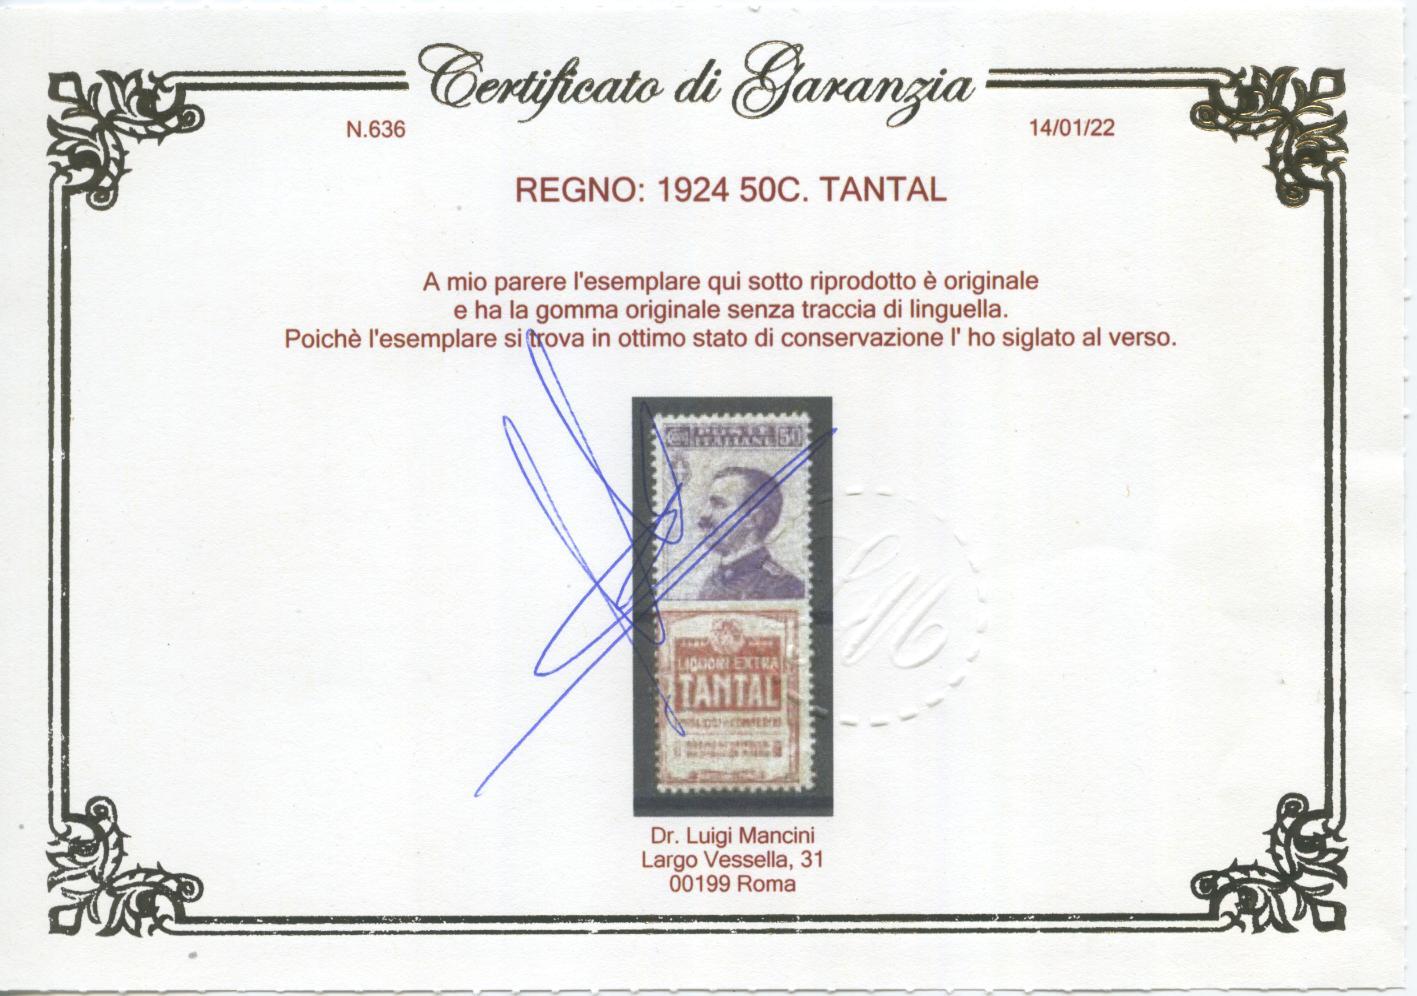 Certificato di Garanzia
N.636
14/01/22
REGNO: 1924 50C. TANTAL
A mio parere l'esemplare qui sotto riprodotto è originale
e ha la gomma originale senza traccia di linguella.
Poichè l'esemplare si trova in ottimo stato di conservazione l' ho siglato al verso.
ITALIANE 50
LIQUORI EXTRA
TANTAL
Dr. Luigi Mancini
Largo Vessella, 31
00199 Roma